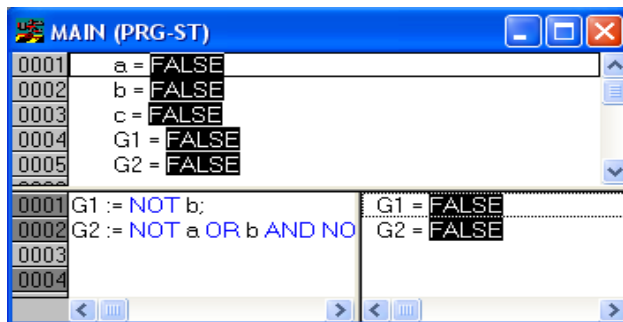 MAIN (PRG-ST)
0001 a = FALSE
0002 b = FALSE
0003 c = FALSE
0004 G1 = FALSE
0005 G2 = FALSE
0001 G1 := NOT b; G1 = FALSE
0002 G2 := NOT a OR b AND NO G2 = FALSE
0003
0004